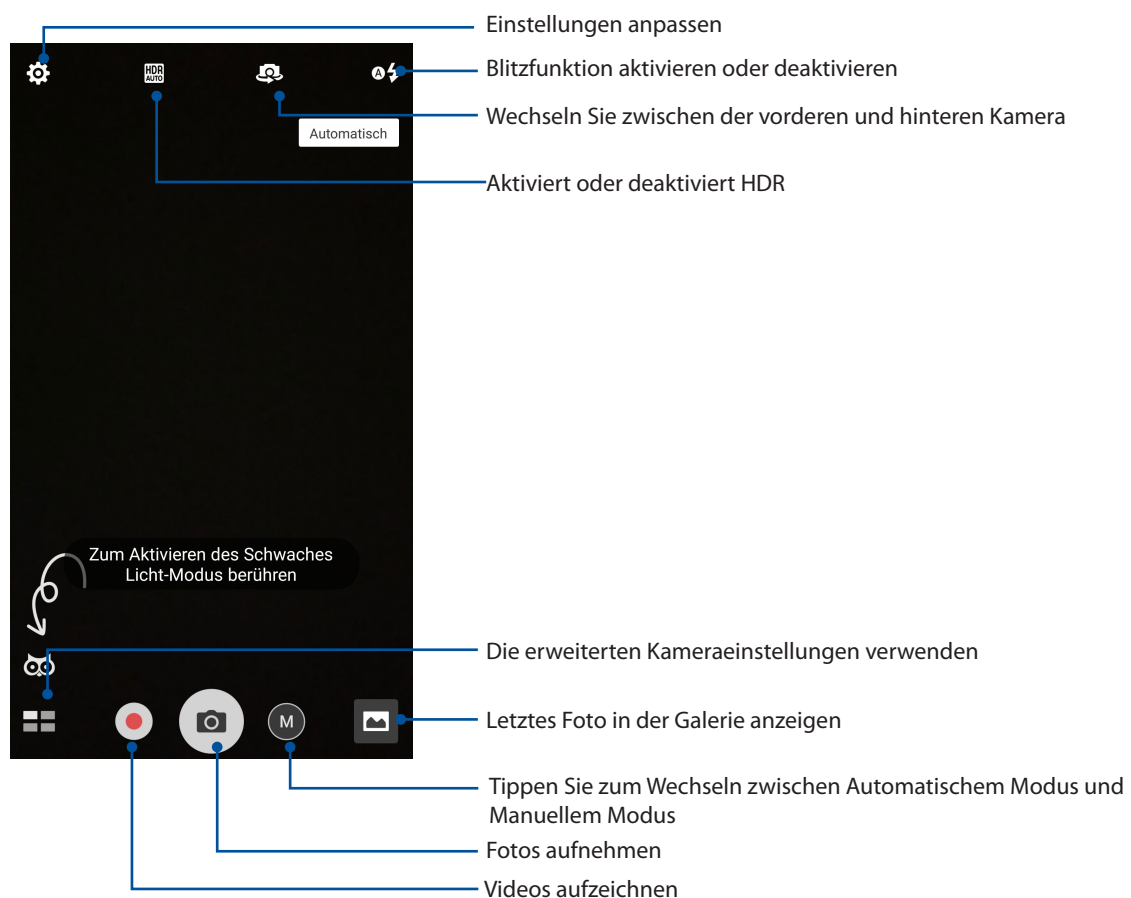 Einstellungen anpassen
HDR
AUTO
A
Blitzfunktion aktivieren oder deaktivieren
Wechseln Sie zwischen der vorderen und hinteren Kamera
Automatisch
Aktiviert oder deaktiviert HDR
Zum Aktivieren des Schwaches
Licht-Modus berühren
Die erweiterten Kameraeinstellungen verwenden
M
Letztes Foto in der Galerie anzeigen
Tippen Sie zum Wechseln zwischen Automatischem Modus und
Manuellem Modus
Fotos aufnehmen
Videos aufzeichnen